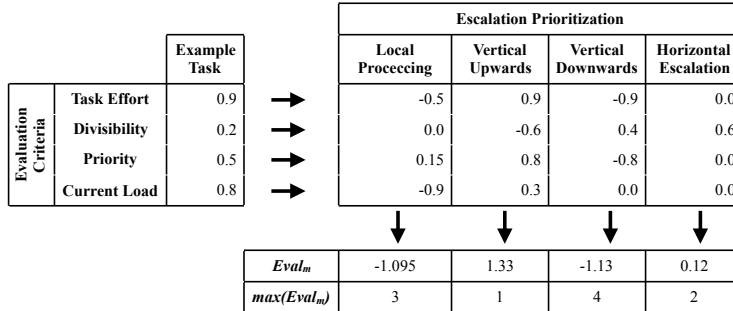 Escalation Prioritization
Example Task Local Proceccing Vertical Upwards Vertical Downwards Horizontal Escalation
Evaluation Criteria
Task Effort 0.9 -0.5 0.9 -0.9 0.0
Divisibility 0.2 0.0 -0.6 0.4 0.6
Priority 0.5 0.15 0.8 -0.8 0.0
Current Load 0.8 -0.9 0.3 0.0 0.0
Eval_m -1.095 1.33 -1.13 0.12
max(Eval_m) 3 1 4 2